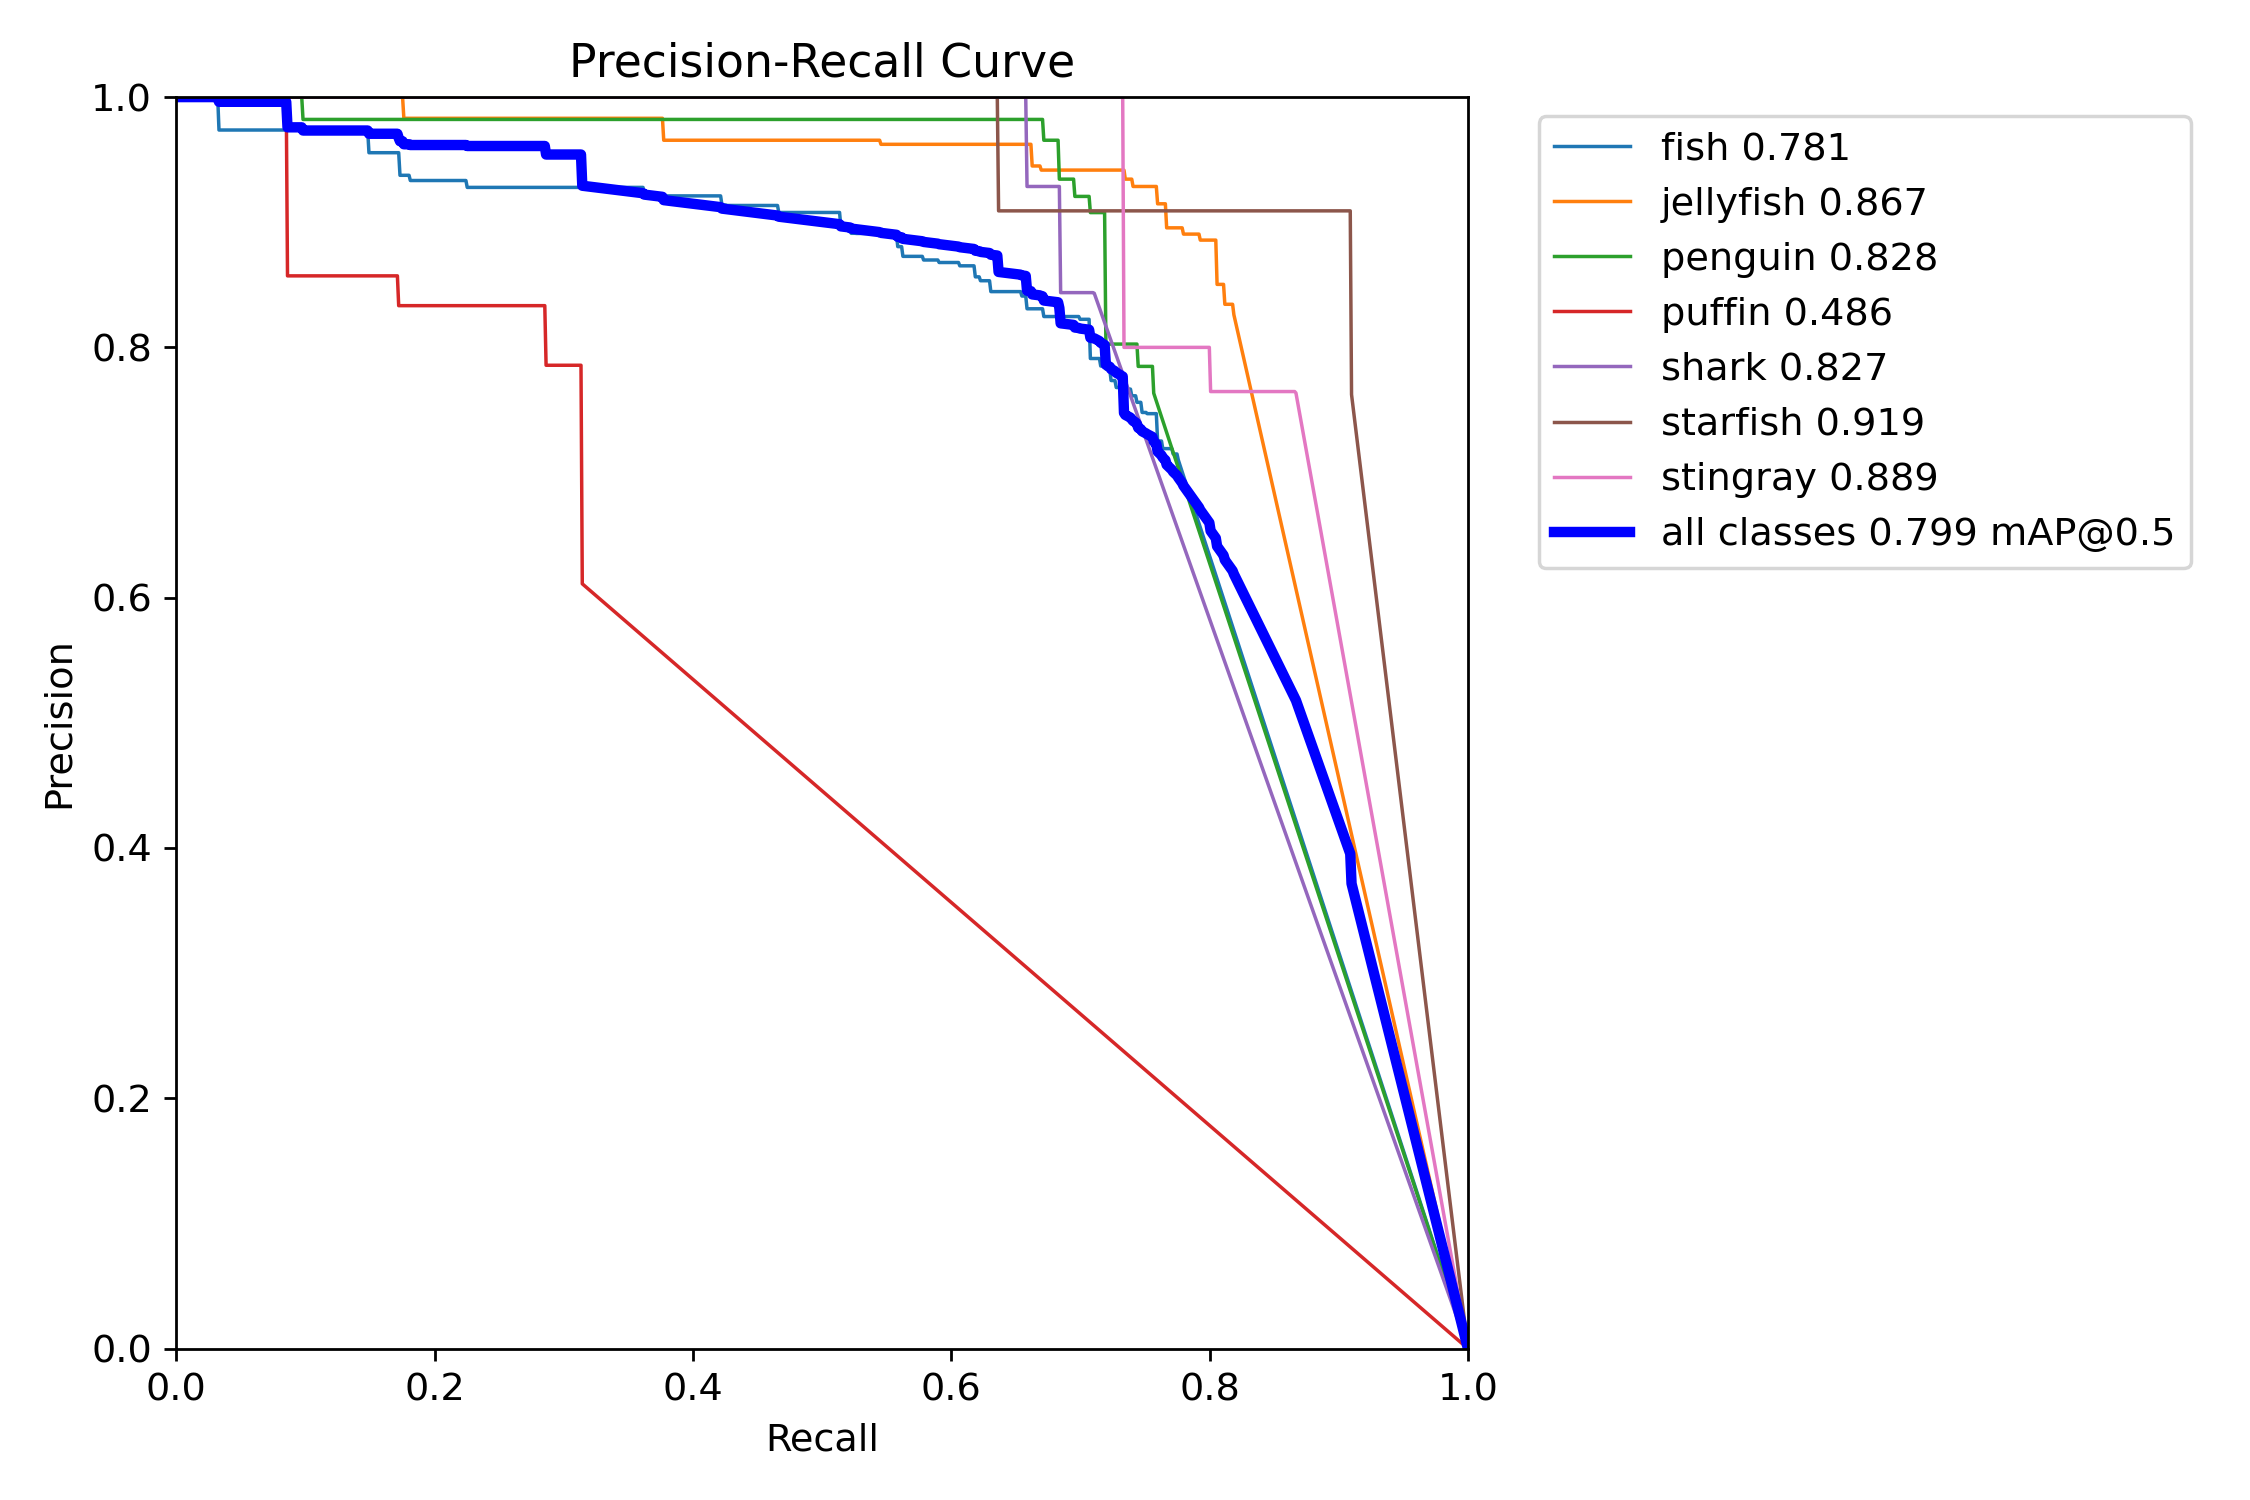 Precision-Recall Curve
1.0
0.8
0.6
0.4
0.2
0.0
Precision
0.0 0.2 0.4 0.6 0.8 1.0
Recall
fish 0.781
jellyfish 0.867
penguin 0.828
puffin 0.486
shark 0.827
starfish 0.919
stingray 0.889
all classes 0.799 mAP@0.5